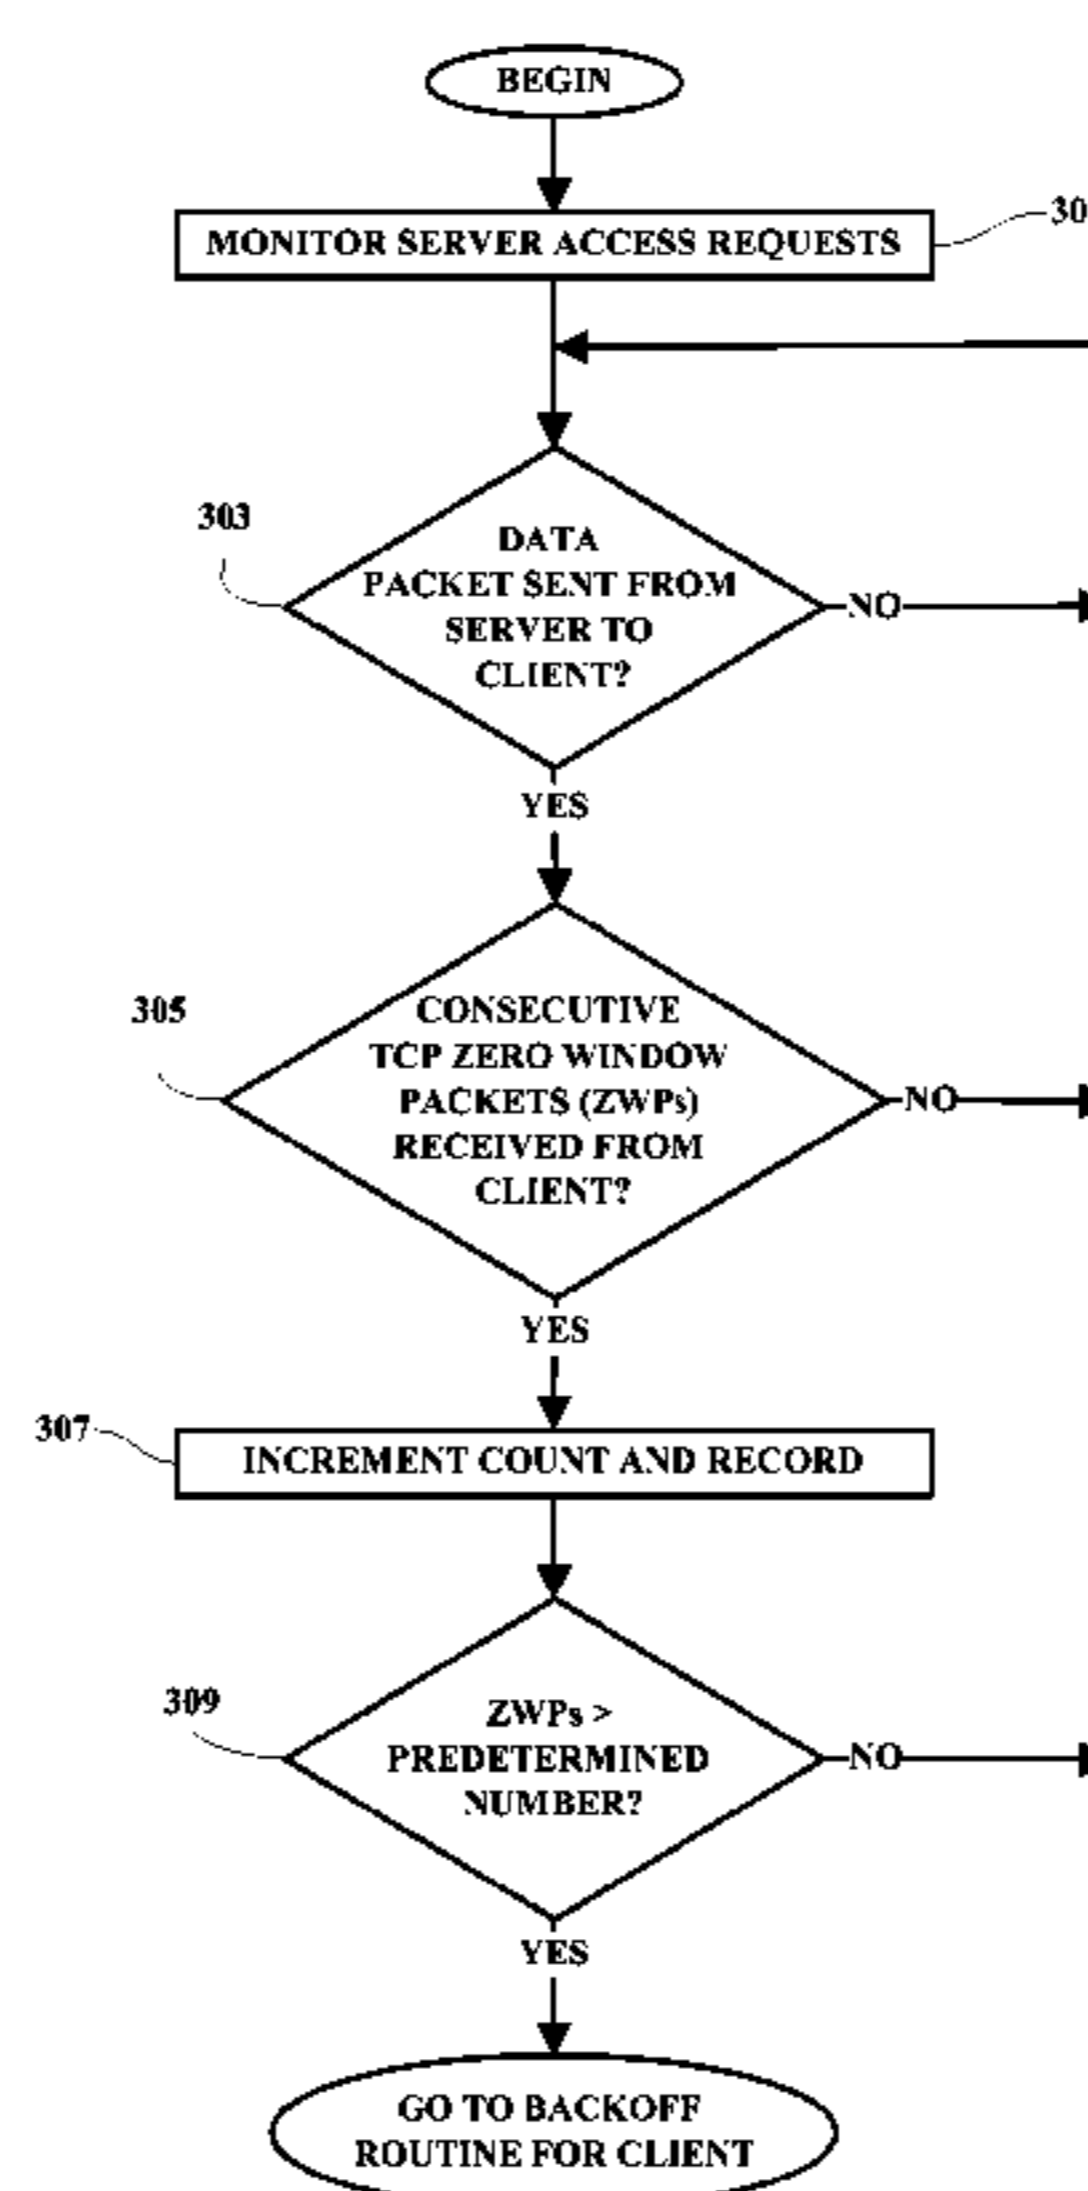 BEGIN
MONITOR SERVER ACCESS REQUESTS
30
303
DATA
PACKET SENT FROM
SERVER TO
CLIENT?
NO
YES
305
CONSECUTIVE
TCP ZERO WINDOW
PACKETS (ZWPs)
RECEIVED FROM
CLIENT?
NO
YES
307
INCREMENT COUNT AND RECORD
309
ZWPs >
PREDETERMINED
NUMBER?
NO
YES
GO TO BACKOFF
ROUTINE FOR CLIENT